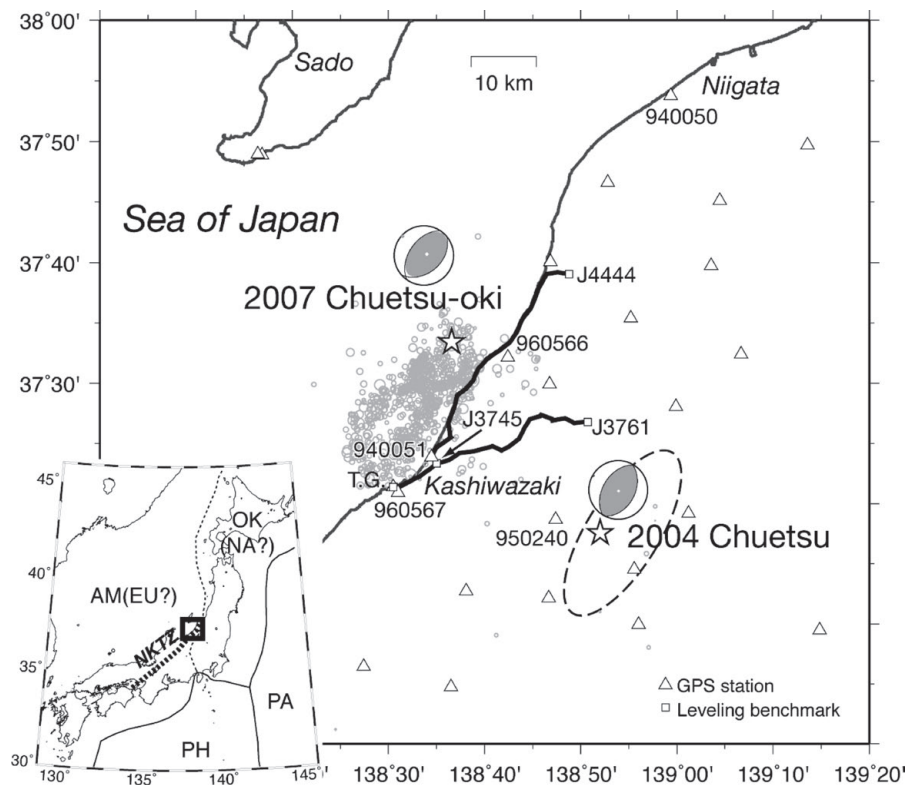 38˚00'
Sado
10 km
Niigata
940050
37˚50'
Sea of Japan
37˚40'
J4444
2007 Chuetsu-oki
960566
37˚30'
J3745
J3761
940051
T.G.
Kashiwazaki
960567
950240
2004 Chuetsu
45˚
OK
(NA?)
40˚
AM(EU?)
NKTZ
35˚
PA
PH
30˚
130˚
135˚
140˚
145˚
GPS station
Leveling benchmark
138˚30'
138˚40'
138˚50'
139˚00'
139˚10'
139˚20'